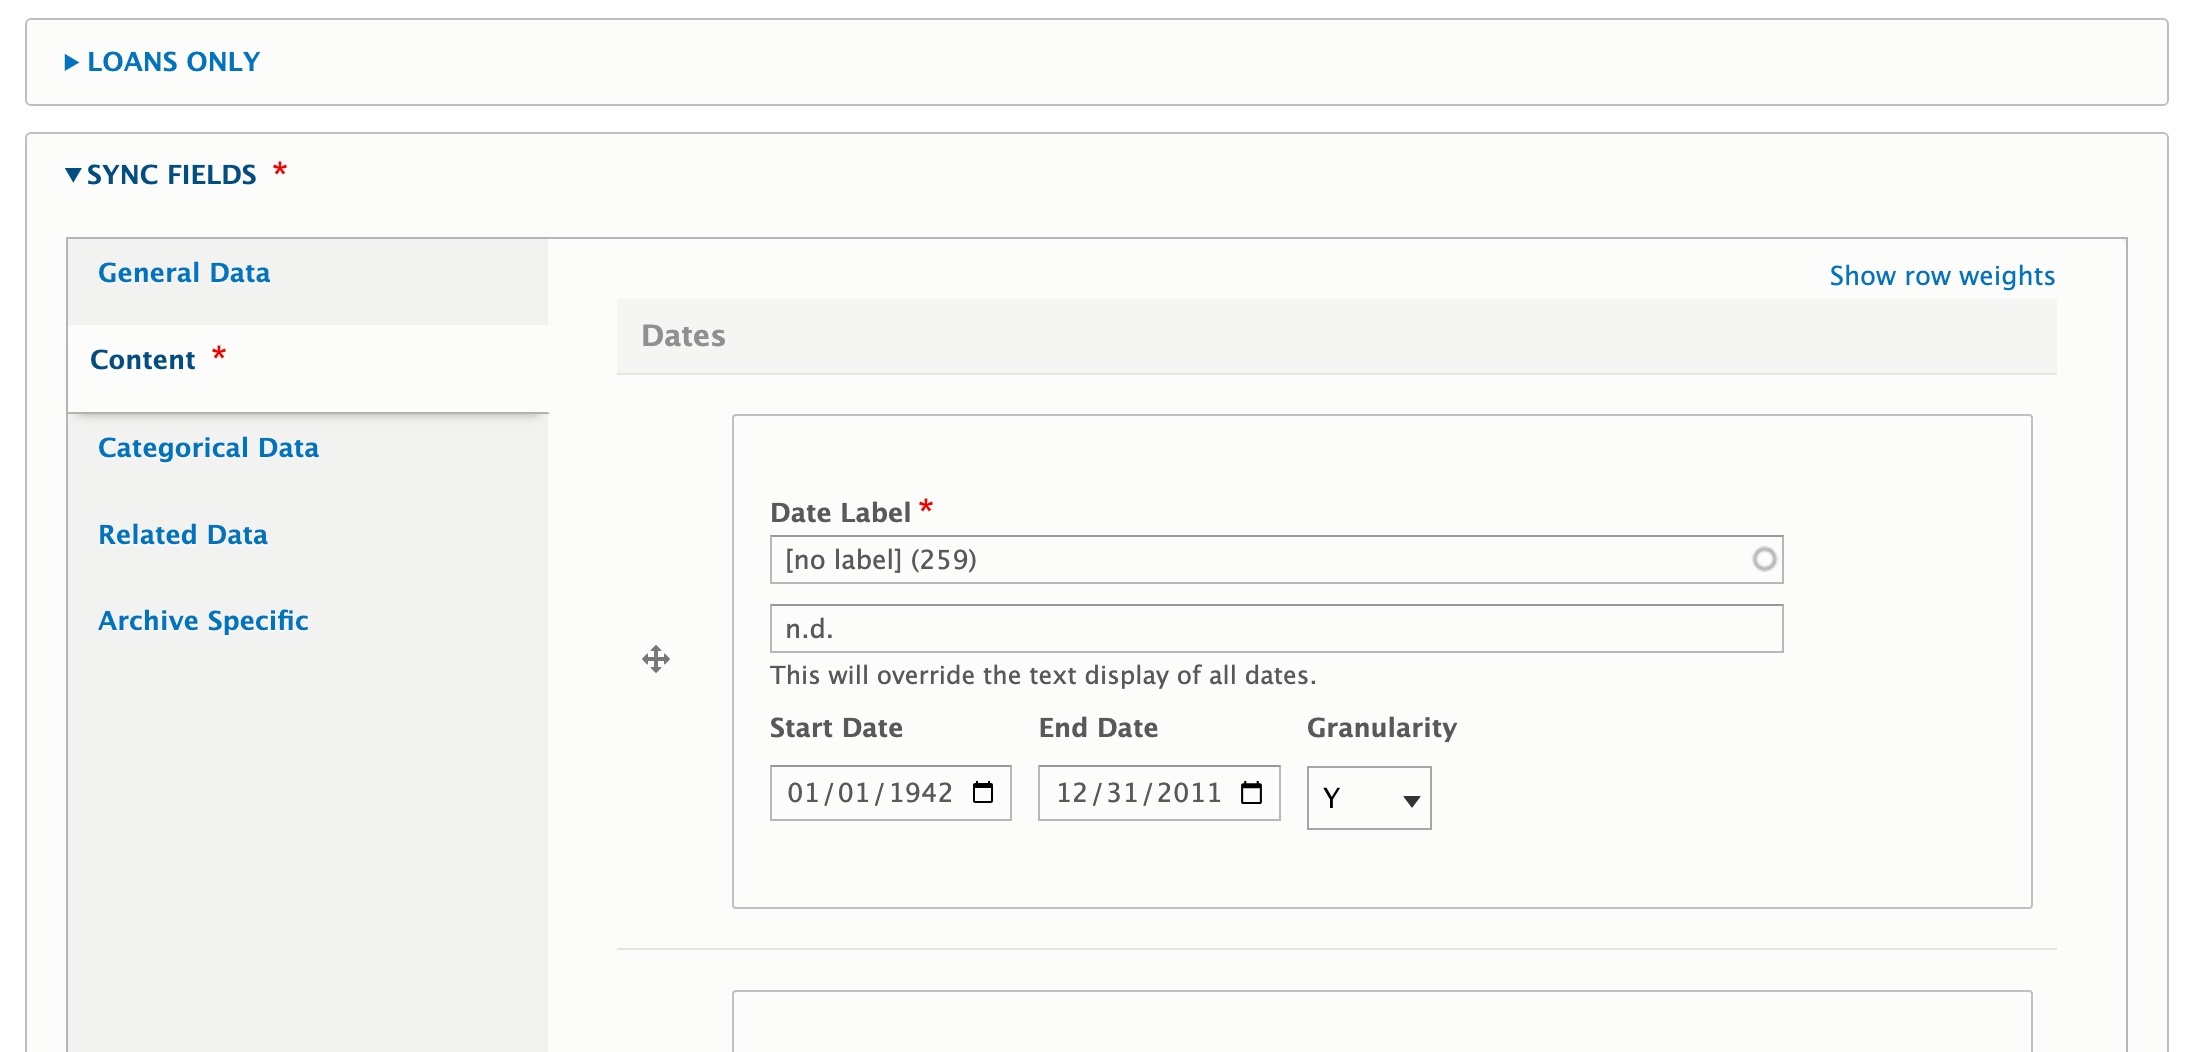 LOANS ONLY
SYNC FIELDS *
General Data
Content *
Categorical Data
Related Data
Archive Specific
Show row weights
Dates
Date Label *
[no label] (259)
n.d.
This will override the text display of all dates.
Start Date End Date Granularity
01/01/1942 12/31/2011 Y